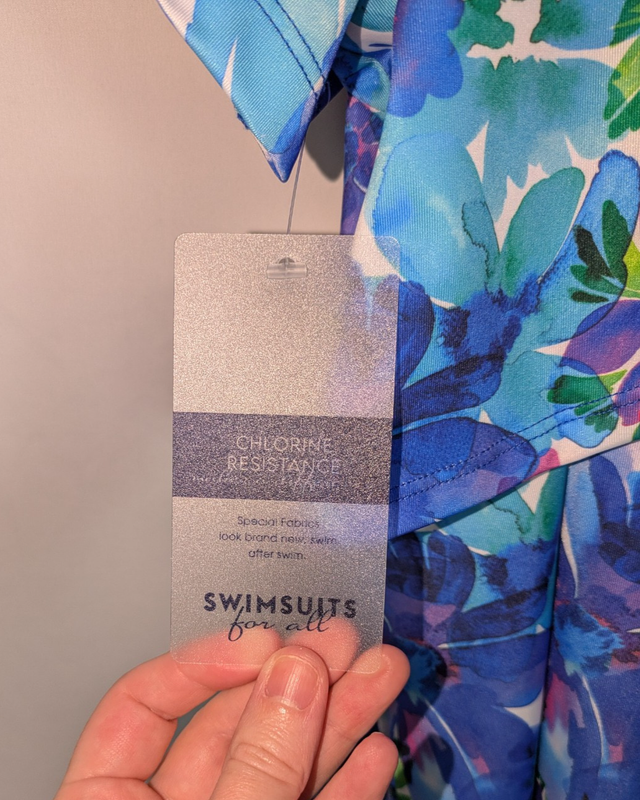 CHLORINE
RESISTANCE
Special Fabrics
look brand new, swim
after swim.
SWIMSUITS
for all